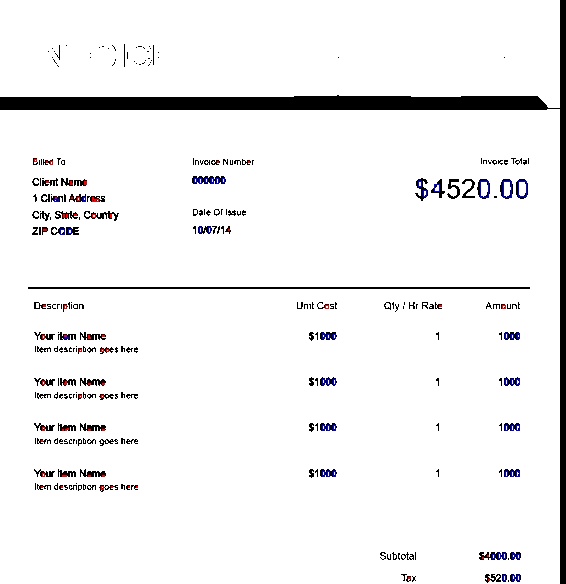 INVOICE
Billed To
Invoice Number
Invoice Total
Client Name
000000
$4520.00
1 Client Address
City, State, Country
Date Of Issue
ZIP CODE
10/07/14
Description Unit Cost Qty / Hr Rate Amount
Your item Name $1000 1 1000
Item description goes here
Your item Name $1000 1 1000
Item description goes here
Your item Name $1000 1 1000
Item description goes here
Your item Name $1000 1 1000
Item description goes here
Subtotal $4000.00
Tax $520.00